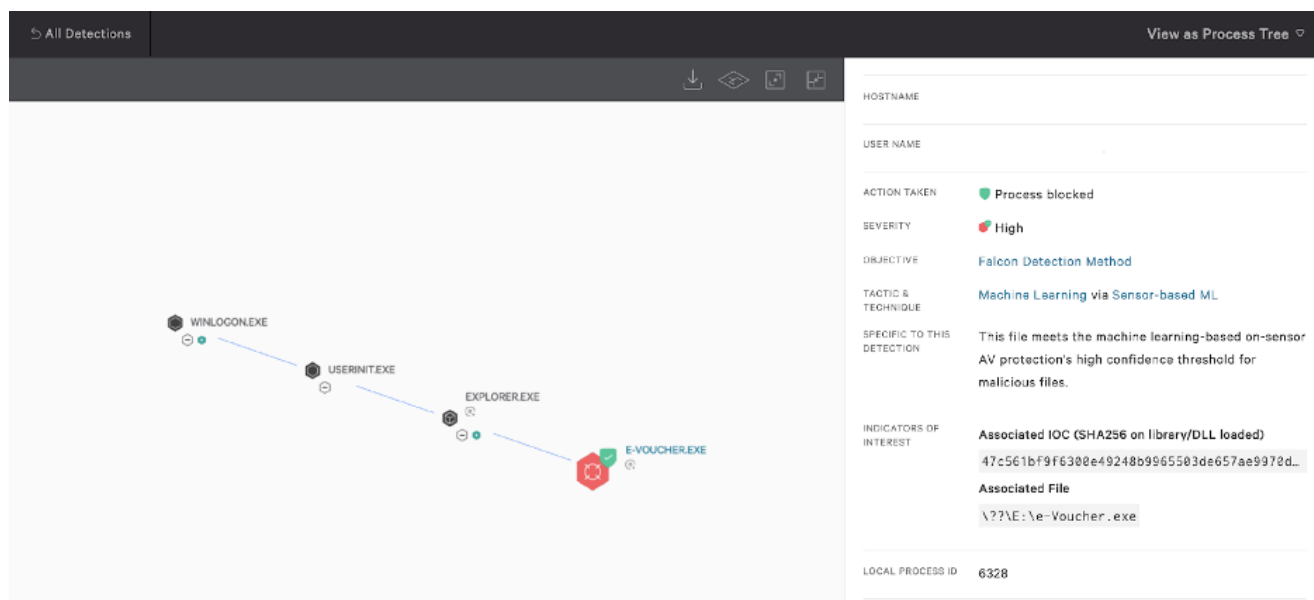 All Detections
View as Process Tree
HOSTNAME
USER NAME
ACTION TAKEN
Process blocked
SEVERITY
High
OBJECTIVE
Falcon Detection Method
TACTIC &
TECHNIQUE
Machine Learning via Sensor-based ML
SPECIFIC TO THIS
DETECTION
This file meets the machine learning-based on-sensor
AV protection's high confidence threshold for
malicious files.
INDICATORS OF
INTEREST
Associated IOC (SHA256 on library/DLL loaded)
47c561bf9f6300e49248b9965503de657ae9970d…
Associated File
\??\E:\e-Voucher.exe
LOCAL PROCESS ID
6328
WINLOGON.EXE
USERINIT.EXE
EXPLORER.EXE
E-VOUCHER.EXE